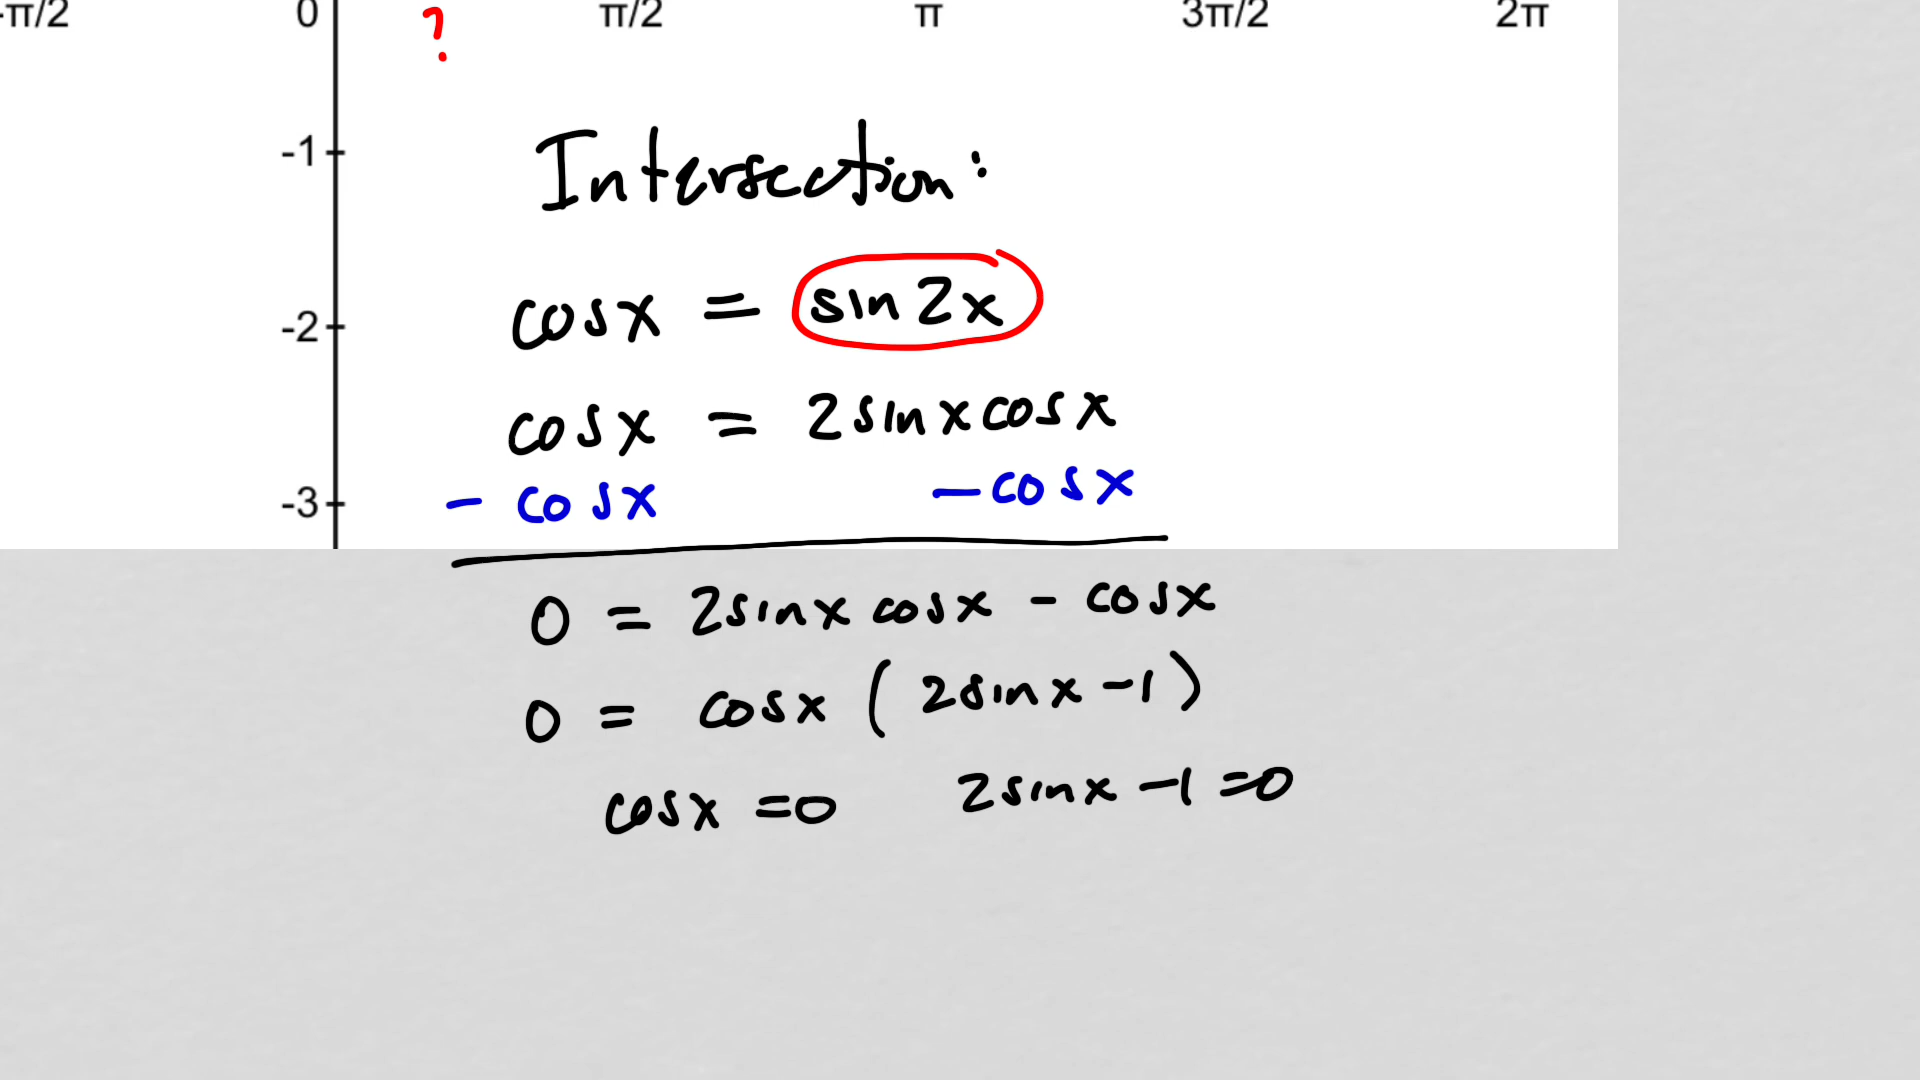 -π/2 0 ? π/2 π 3π/2 2π
-1
Intersection:
-2
cosx = sin2x
cosx = 2sinxcosx
-3
- cosx - cosx
0 = 2sinx cosx - cosx
0 = cosx (2sinx - 1)
cosx = 0 2sinx - 1 = 0